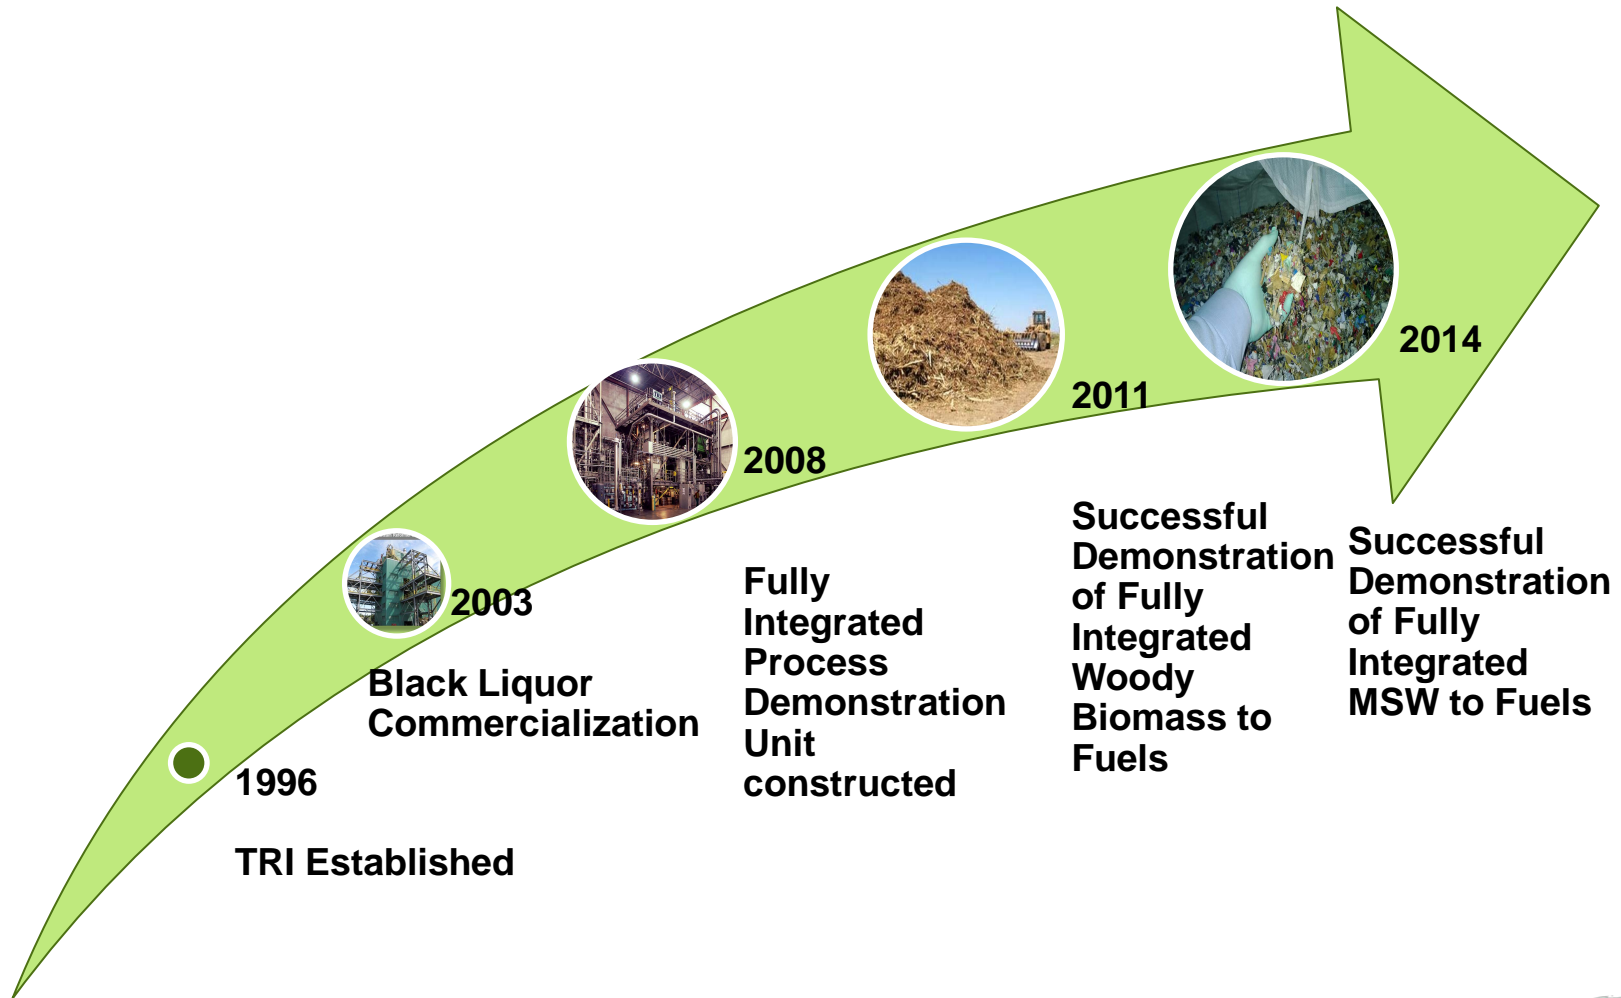 1996
TRI Established
2003
Black Liquor
Commercialization
2008
Fully
Integrated
Process
Demonstration
Unit
constructed
2011
Successful
Demonstration
of Fully
Integrated
Woody
Biomass to
Fuels
2014
Successful
Demonstration
of Fully
Integrated
MSW to Fuels